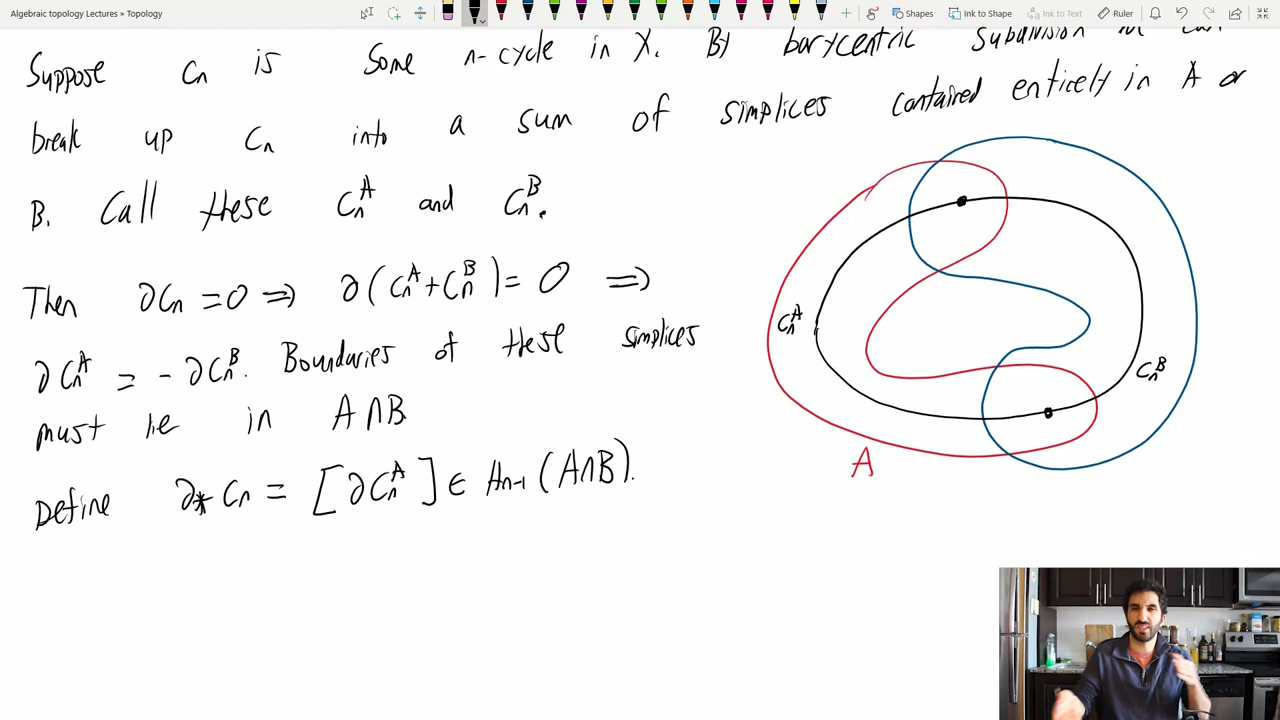 Algebraic topology Lectures » Topology
Shapes
Ink to Shape
Ink to Text
Ruler
Suppose Cₙ is some n-cycle in X. By barycentric subdivision we can
break up Cₙ into a sum of simplices contained entirely in A or
B. Call these Cₙᴬ and Cₙᴮ.
Then ∂Cₙ = 0 ⇒ ∂(Cₙᴬ + Cₙᴮ) = 0 ⇒
∂Cₙᴬ = - ∂Cₙᴮ. Boundaries of these simplices
must lie in A∩B
Define ∂* Cₙ = [∂Cₙᴬ] ∈ Hₙ₋₁ (A∩B).
Cₙᴬ
Cₙᴮ
A